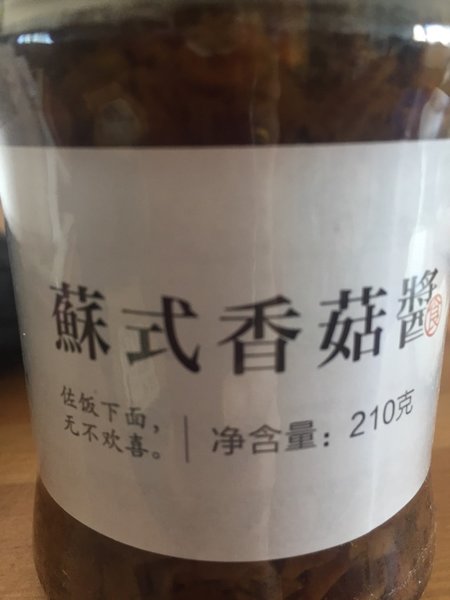 蘇式香菇醬
佐饭下面，
无不欢喜。
净含量：210克